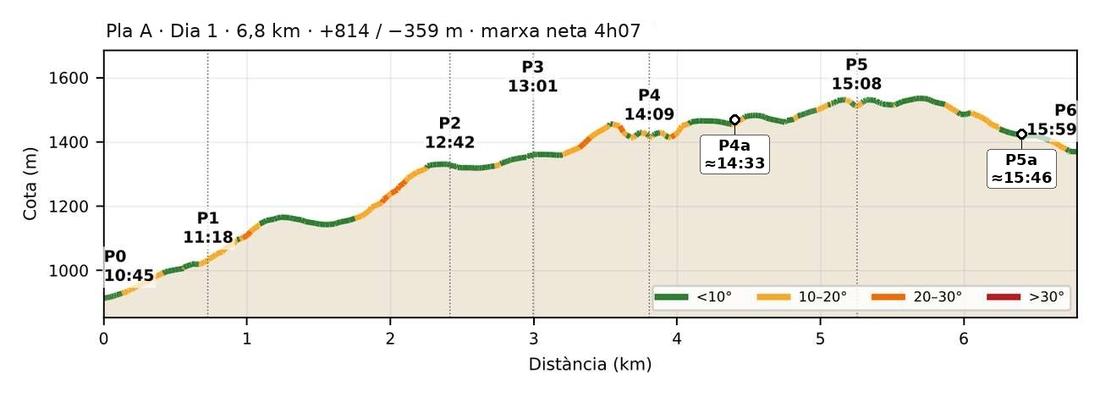 Pla A · Dia 1 · 6,8 km · +814 / −359 m · marxa neta 4h07
Cota (m)
1600
1400
1200
1000
P0
10:45
P1
11:18
P2
12:42
P3
13:01
P4
14:09
P4a
≈14:33
P5
15:08
P5a
≈15:46
P6
15:59
<10°
10–20°
20–30°
>30°
0
1
2
3
4
5
6
Distància (km)